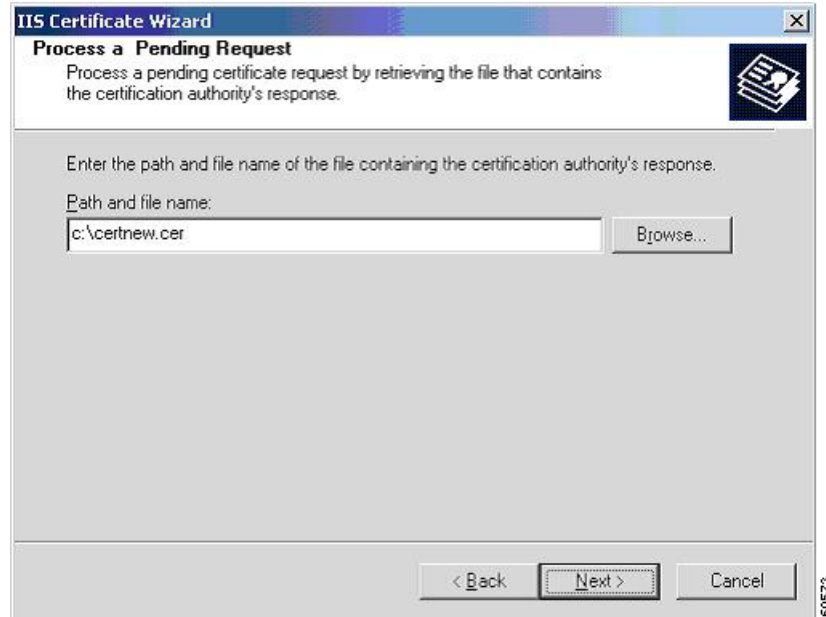 IIS Certificate Wizard
Process a Pending Request
Process a pending certificate request by retrieving the file that contains
the certification authority's response.
Enter the path and file name of the file containing the certification authority's response.
Path and file name:
c:\certnew.cer
Browse...
< Back
Next >
Cancel